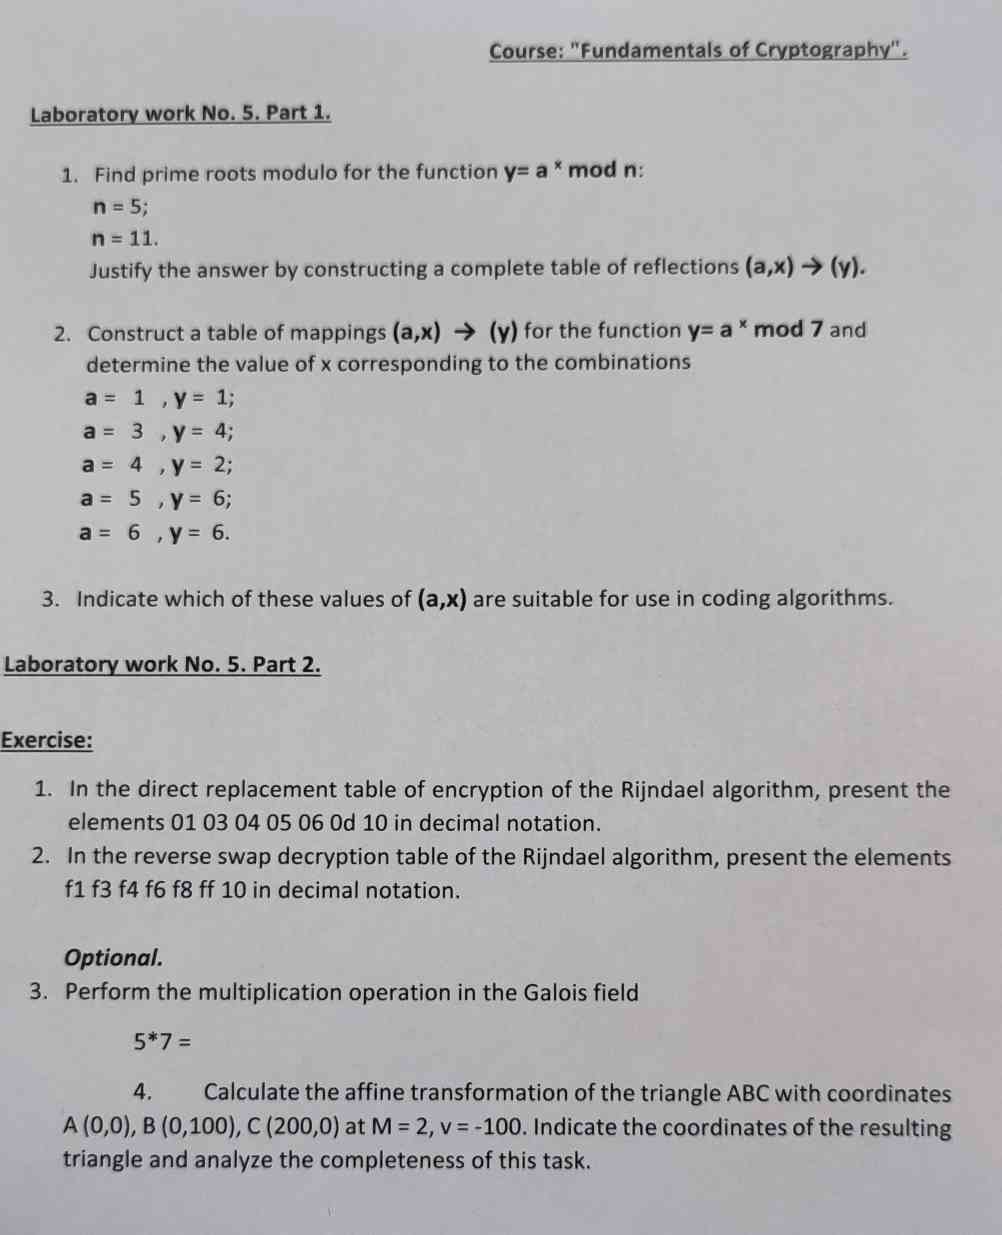 Course: "Fundamentals of Cryptography".
Laboratory work No. 5. Part 1.
1. Find prime roots modulo for the function y= a ˣ mod n:
n = 5;
n = 11.
Justify the answer by constructing a complete table of reflections (a,x) → (y).
2. Construct a table of mappings (a,x) → (y) for the function y= a ˣ mod 7 and
determine the value of x corresponding to the combinations
a = 1 , y = 1;
a = 3 , y = 4;
a = 4 , y = 2;
a = 5 , y = 6;
a = 6 , y = 6.
3. Indicate which of these values of (a,x) are suitable for use in coding algorithms.
Laboratory work No. 5. Part 2.
Exercise:
1. In the direct replacement table of encryption of the Rijndael algorithm, present the
elements 01 03 04 05 06 0d 10 in decimal notation.
2. In the reverse swap decryption table of the Rijndael algorithm, present the elements
f1 f3 f4 f6 f8 ff 10 in decimal notation.
Optional.
3. Perform the multiplication operation in the Galois field
5*7 =
4. Calculate the affine transformation of the triangle ABC with coordinates
A (0,0), B (0,100), C (200,0) at M = 2, v = -100. Indicate the coordinates of the resulting
triangle and analyze the completeness of this task.